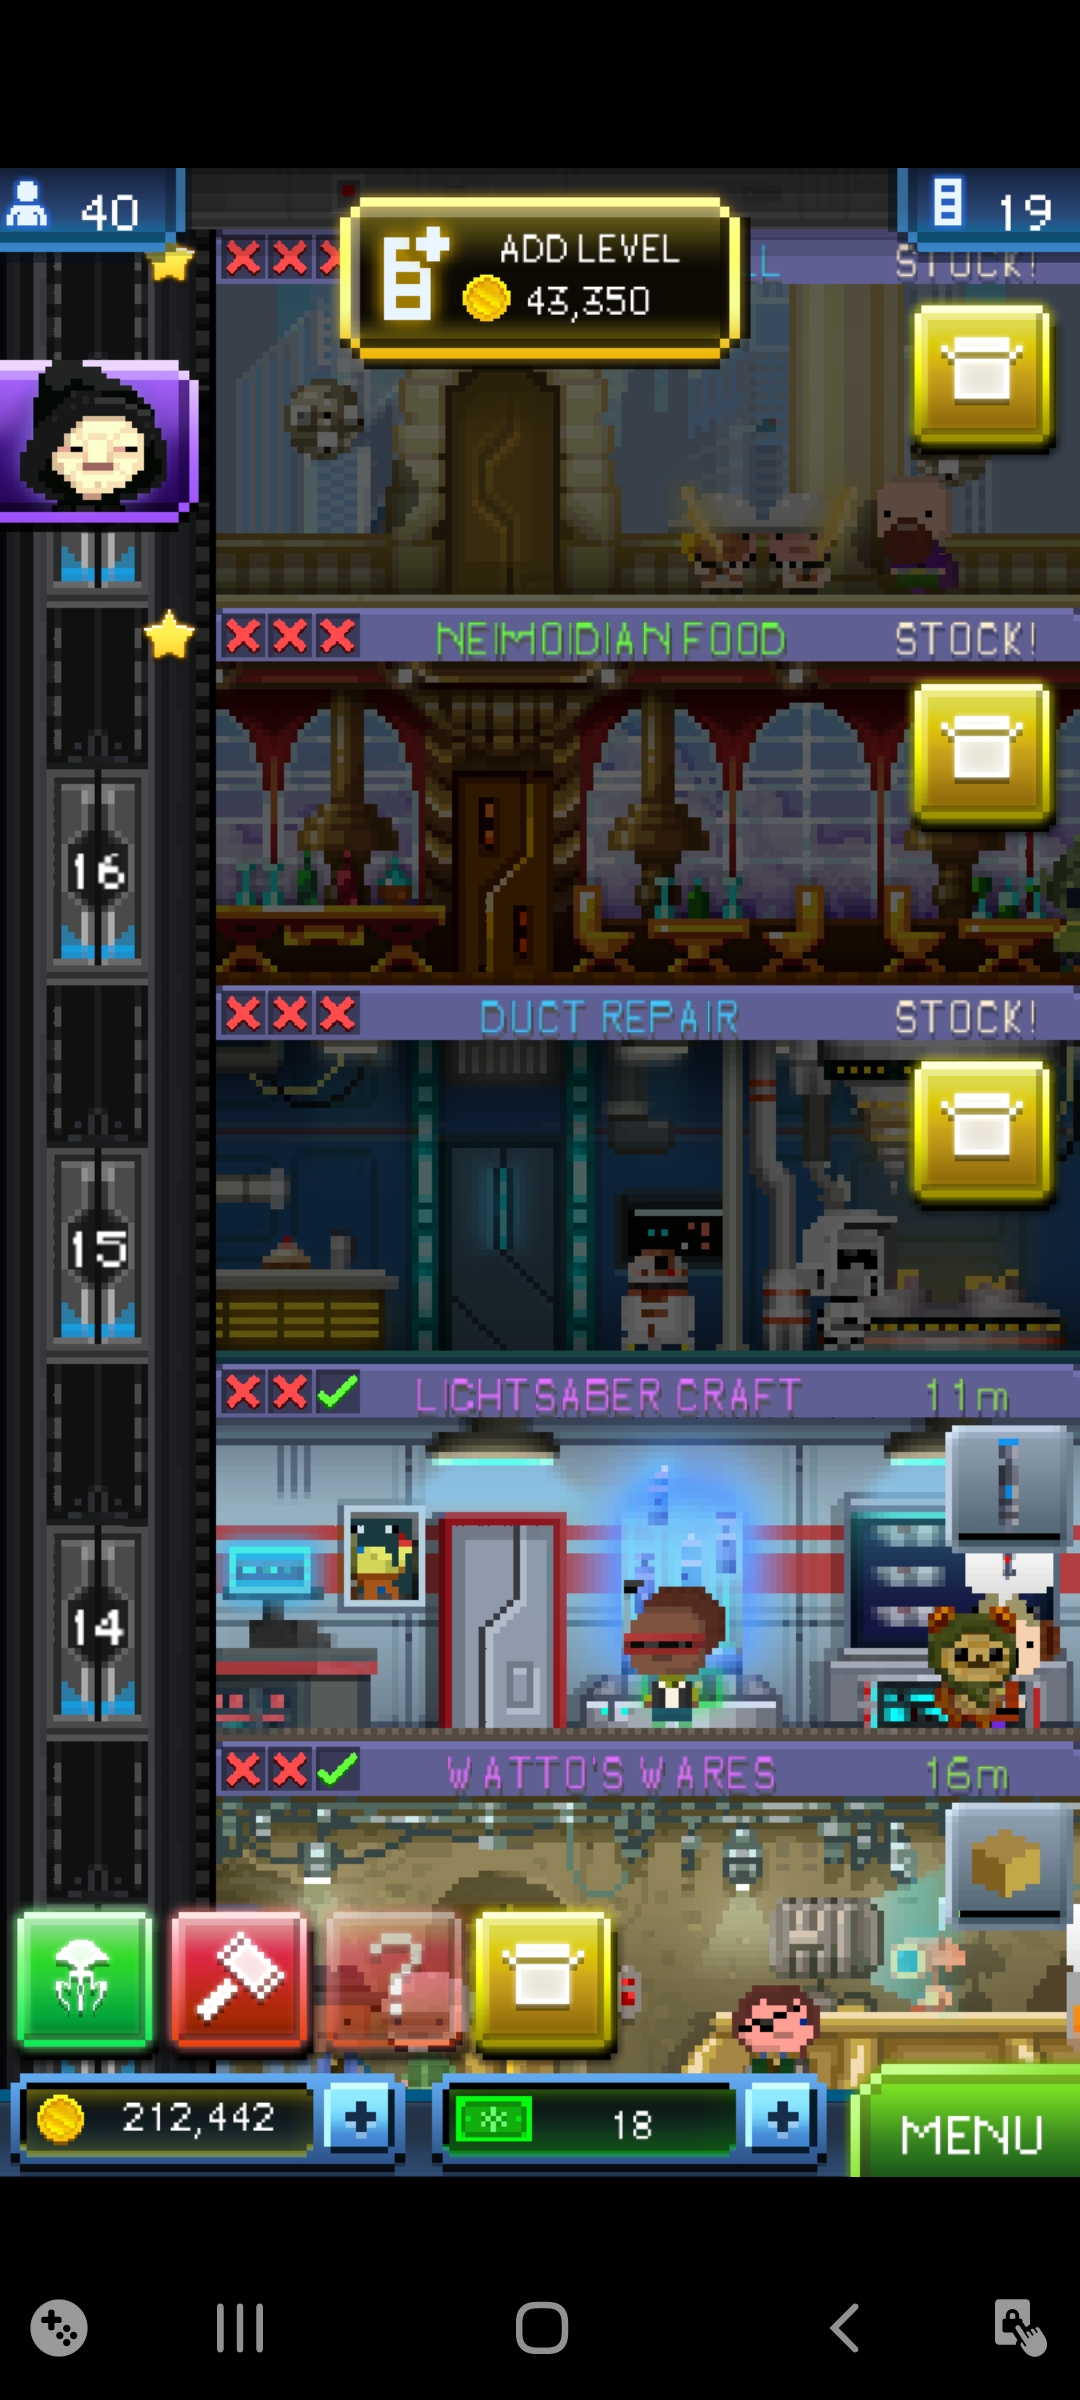 40
19
ADD LEVEL
43,350
STOCK!
NEIMOIDIAN FOOD
STOCK!
16
DUCT REPAIR
STOCK!
15
LIGHTSABER CRAFT
11m
14
WATTO'S WARES
16m
?
212,442
18
MENU